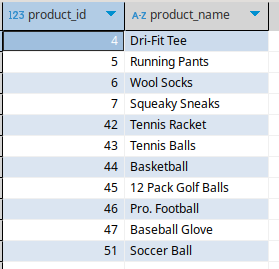 123 product_id A-Z product_name
4 Dri-Fit Tee
5 Running Pants
6 Wool Socks
7 Squeaky Sneaks
42 Tennis Racket
43 Tennis Balls
44 Basketball
45 12 Pack Golf Balls
46 Pro. Football
47 Baseball Glove
51 Soccer Ball